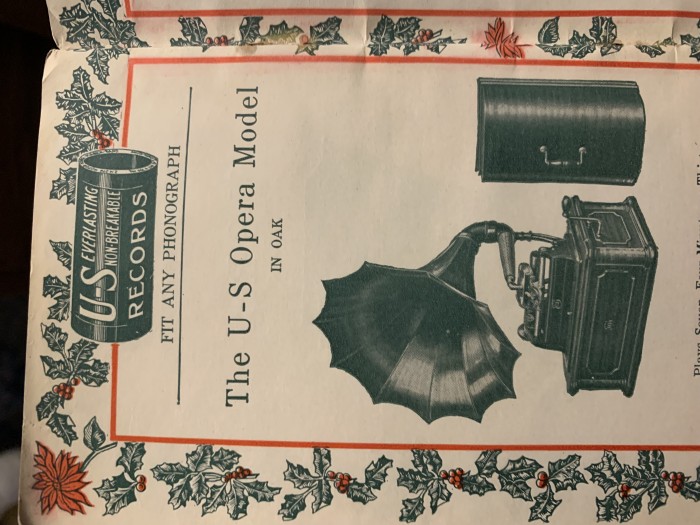 U-S EVERLASTING
NON-BREAKABLE
RECORDS
FIT ANY PHONOGRAPH
The U-S Opera Model
IN OAK